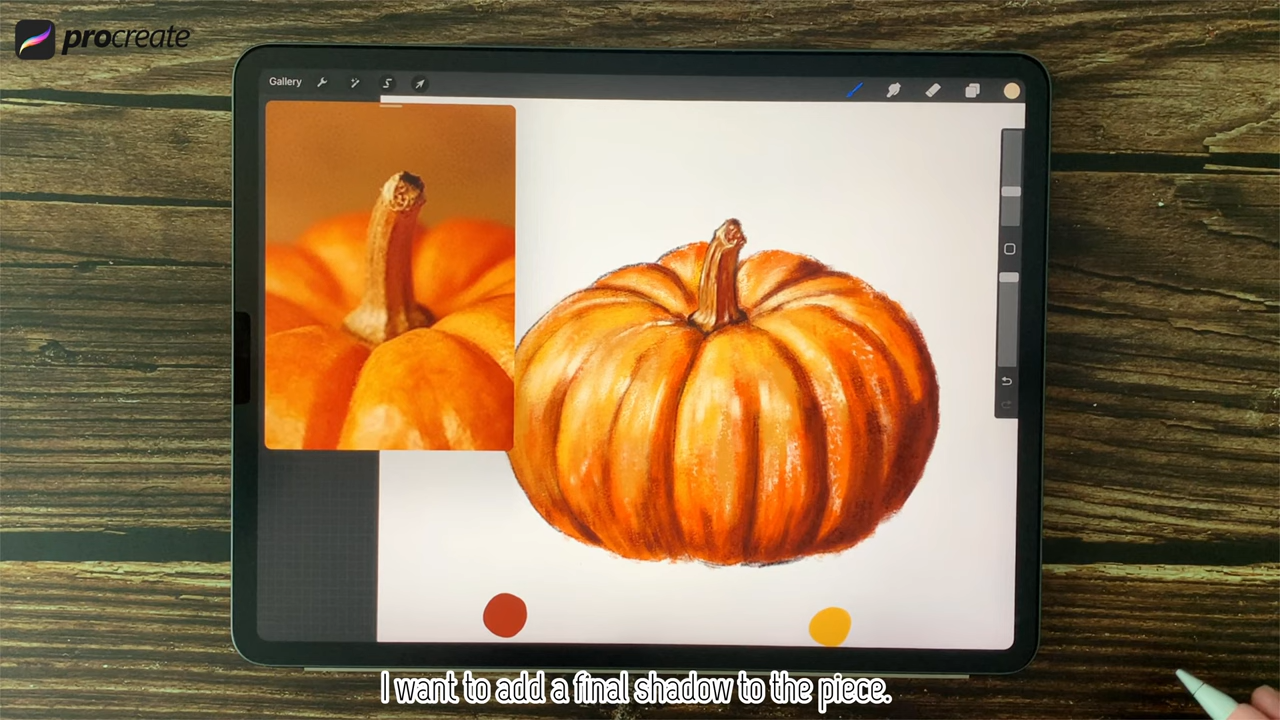 procreate
Gallery
I want to add a final shadow to the piece.